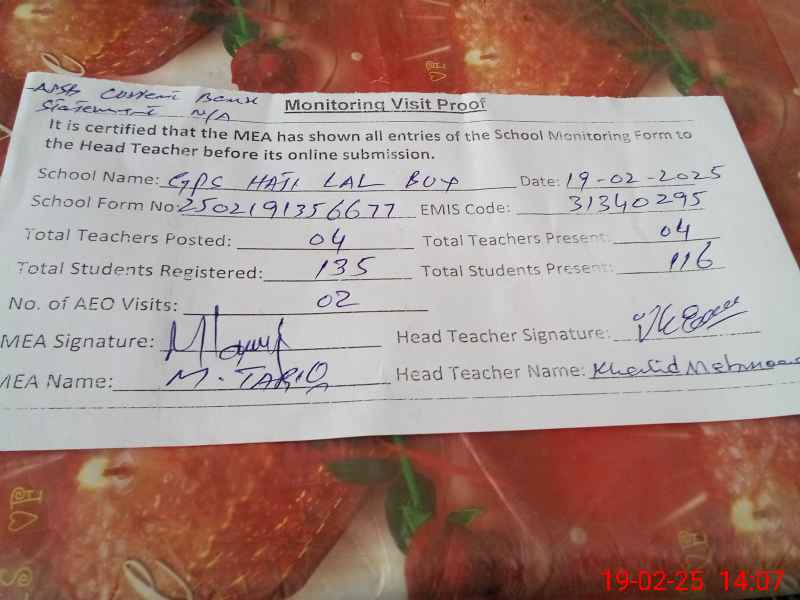 NSB Current Bank
Statement N/A
Monitoring Visit Proof
It is certified that the MEA has shown all entries of the School Monitoring Form to
the Head Teacher before its online submission.
School Name: GPS HAJI LAL BUX Date: 19-02-2025
School Form No: 2502191356677 EMIS Code: 31340295
Total Teachers Posted: 04 Total Teachers Present: 04
Total Students Registered: 135 Total Students Present: 116
No. of AEO Visits: 02
MEA Signature: Head Teacher Signature:
MEA Name: M. TARIQ Head Teacher Name: Khalid Mehmood
19-02-25 14:07